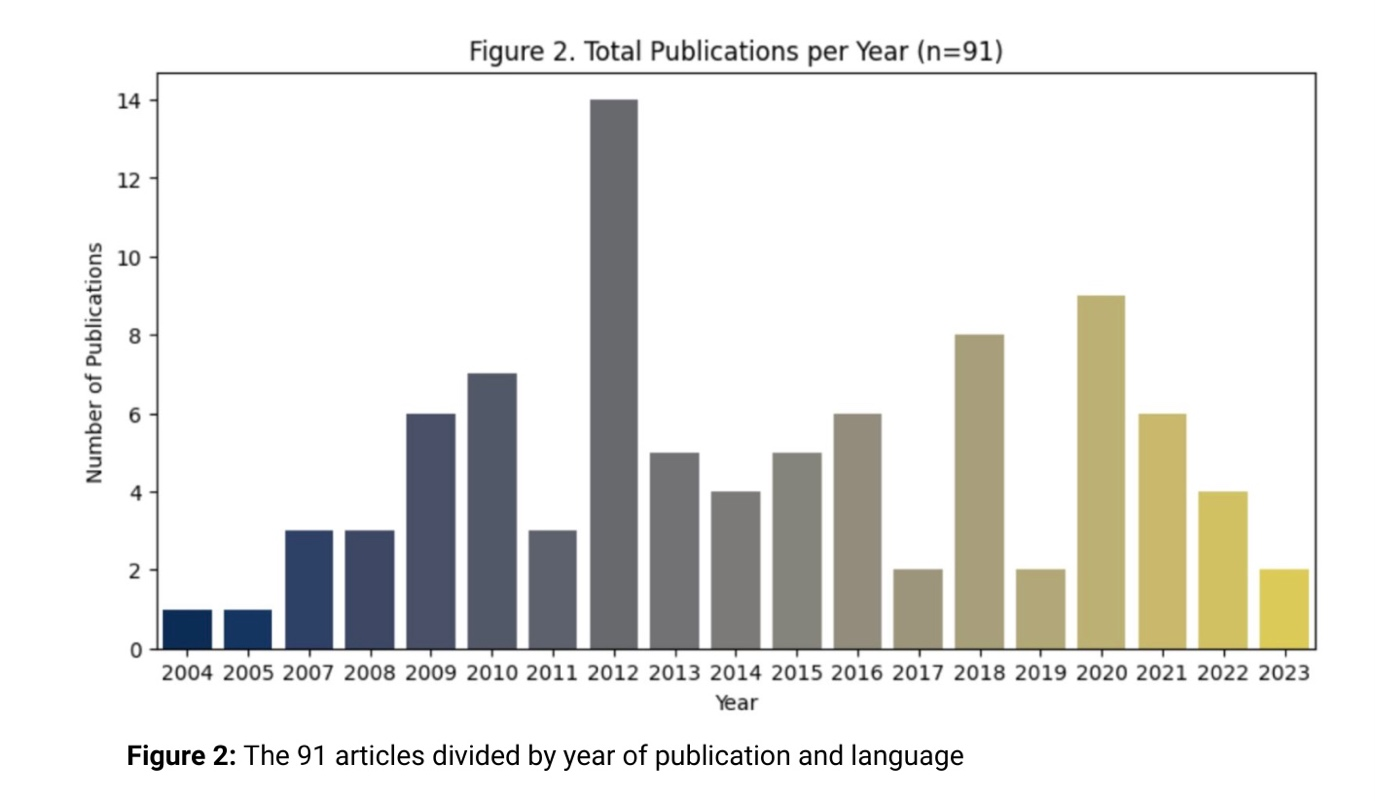 Figure 2. Total Publications per Year (n=91)
14
12
10
8
6
4
2
0
Number of Publications
2004 2005 2007 2008 2009 2010 2011 2012 2013 2014 2015 2016 2017 2018 2019 2020 2021 2022 2023
Year
Figure 2: The 91 articles divided by year of publication and language